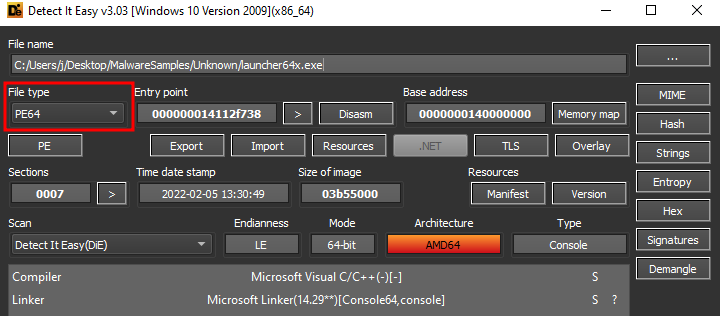 Detect It Easy v3.03 [Windows 10 Version 2009](x86_64)
File name
C:/Users/j/Desktop/MalwareSamples/Unknown/launcher64x.exe
...
File type Entry point Base address
PE64 000000014112f738 > Disasm 0000000140000000 Memory map MIME
PE Export Import Resources .NET TLS Overlay Hash
Strings
Sections Time date stamp Size of image Resources
0007 > 2022-02-05 13:30:49 03b55000 Manifest Version Entropy
Hex
Scan Endianness Mode Architecture Type
Detect It Easy(DiE) LE 64-bit AMD64 Console Signatures
Demangle
Compiler Microsoft Visual C/C++(-)[-] S
Linker Microsoft Linker(14.29**)[Console64,console] S ?